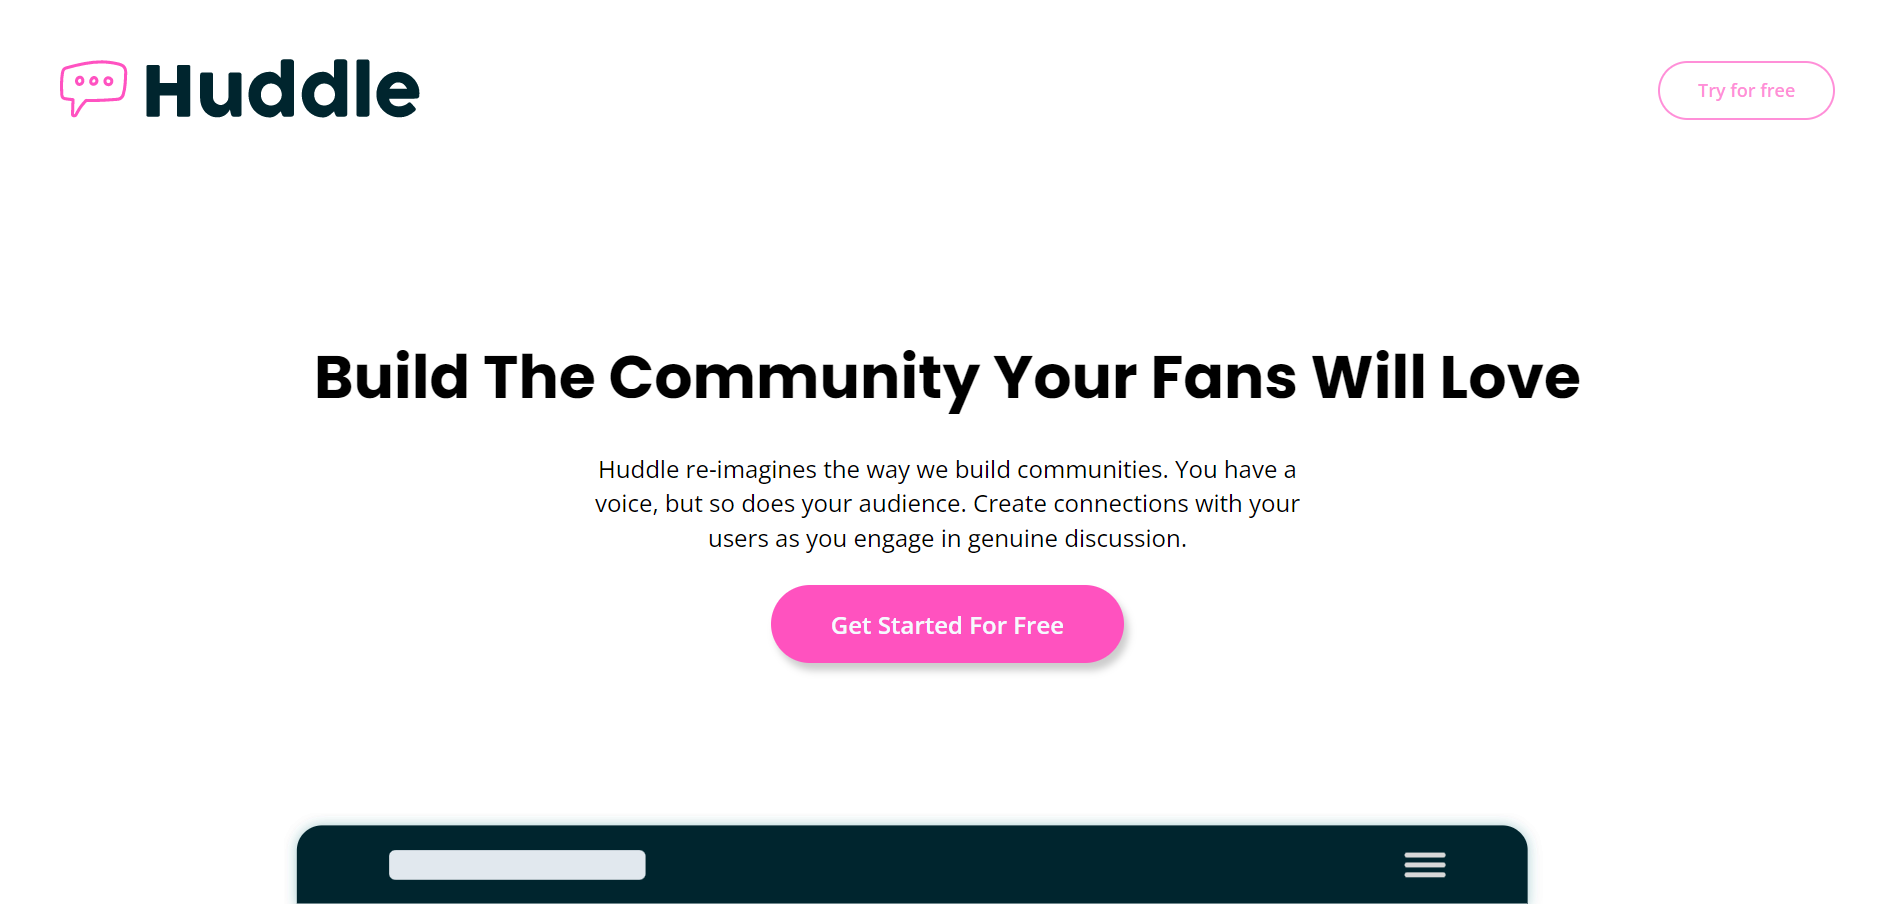 Huddle
Try for free
Build The Community Your Fans Will Love
Huddle re-imagines the way we build communities. You have a
voice, but so does your audience. Create connections with your
users as you engage in genuine discussion.
Get Started For Free